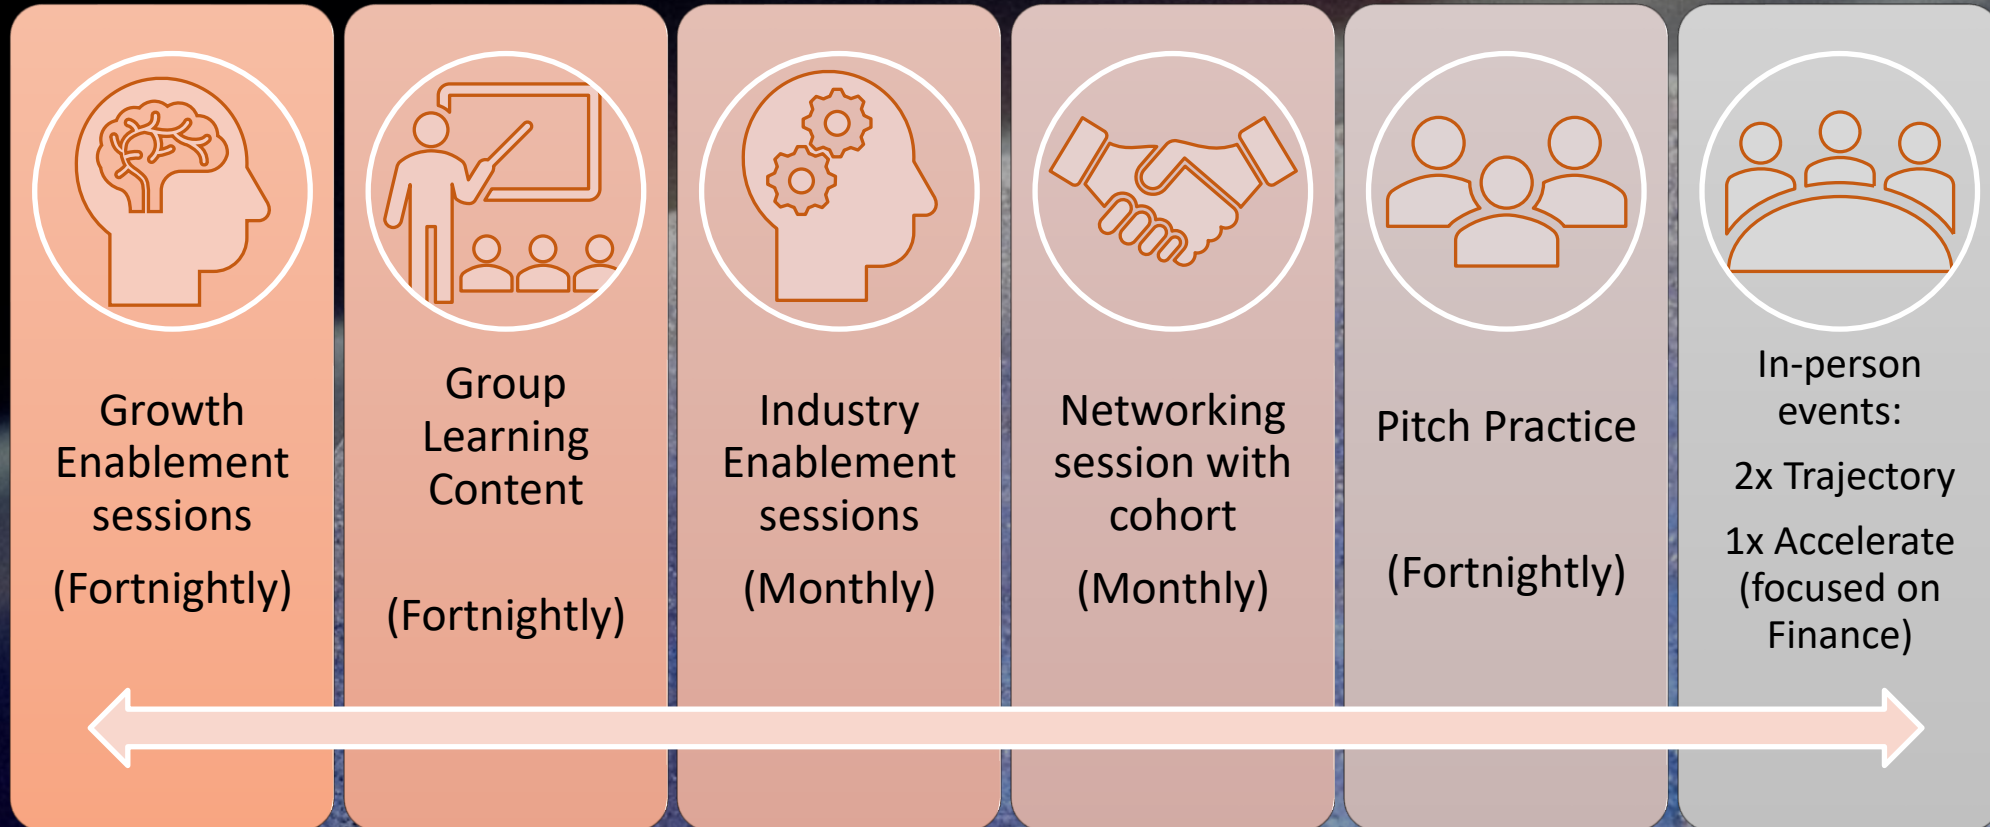 Growth
Enablement
sessions
(Fortnightly)
Group
Learning
Content
(Fortnightly)
Industry
Enablement
sessions
(Monthly)
Networking
session with
cohort
(Monthly)
Pitch Practice
(Fortnightly)
In-person
events:
2x Trajectory
1x Accelerate
(focused on
Finance)